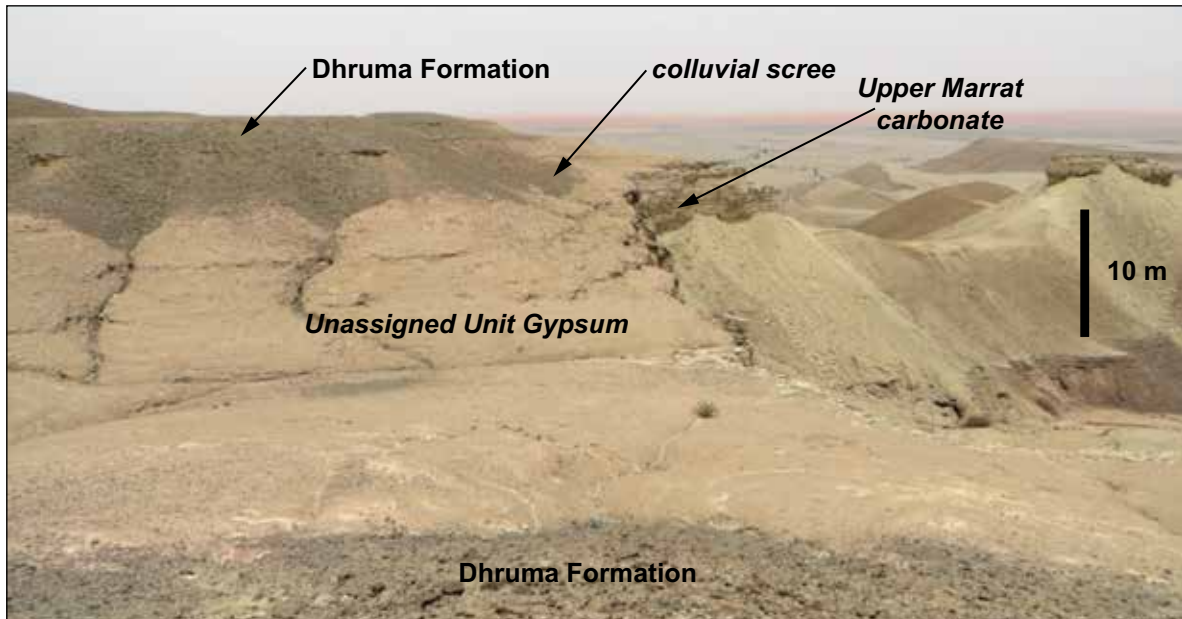 Dhruma Formation
colluvial scree
Upper Marrat
carbonate
10 m
Unassigned Unit Gypsum
Dhruma Formation